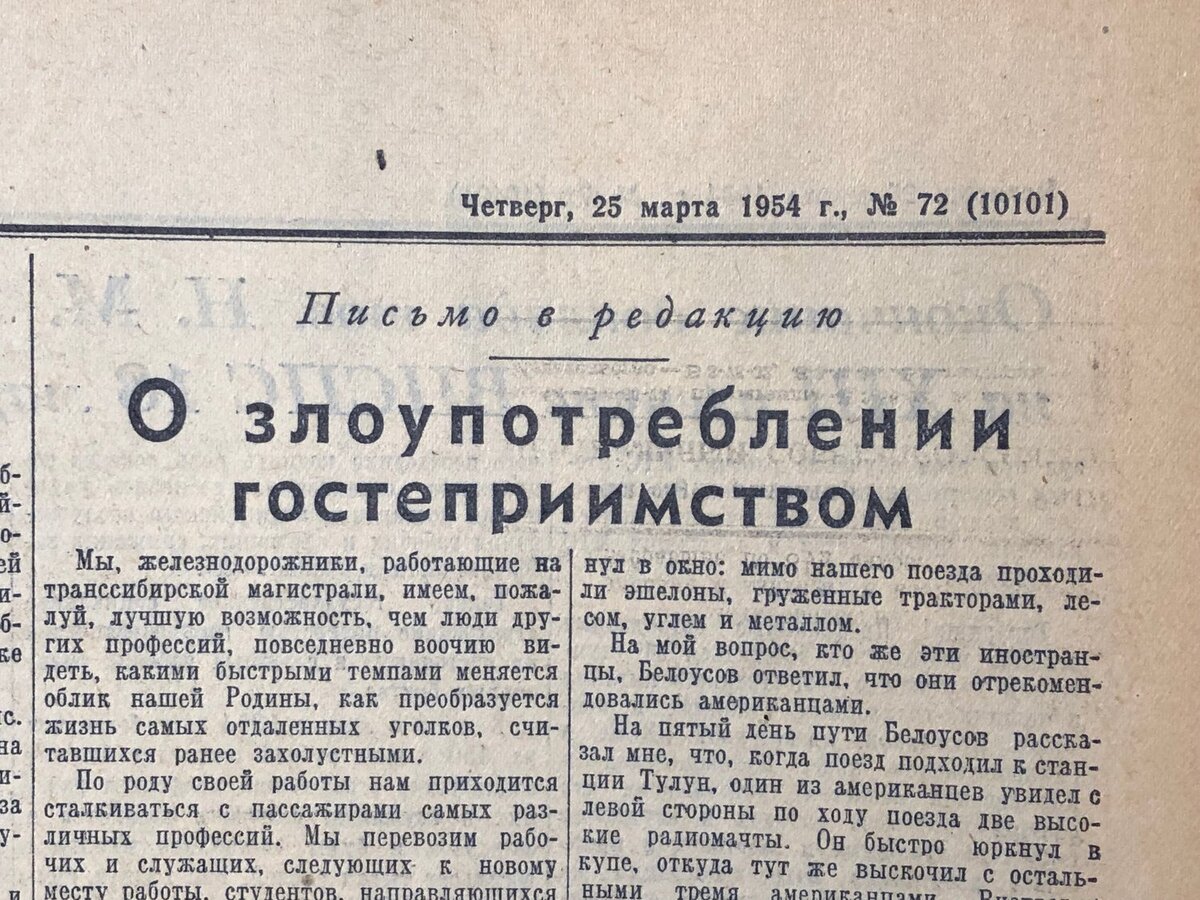 Четверг, 25 марта 1954 г., № 72 (10101)
Письмо в редакцию
О злоупотреблении
гостеприимством
Мы, железнодорожники, работающие на
транссибирской магистрали, имеем, пожа-
луй, лучшую возможность, чем люди дру-
гих профессий, повседневно воочию ви-
деть, какими быстрыми темпами меняется
облик нашей Родины, как преобразуется
жизнь самых отдаленных уголков, счи-
тавшихся ранее захолустными.
По роду своей работы нам приходится
сталкиваться с пассажирами самых раз-
личных профессий. Мы перевозим рабо-
чих и служащих, следующих к новому
месту работы, студентов, направляющихся
нул в окно: мимо нашего поезда проходи-
ли эшелоны, груженные тракторами, ле-
сом, углем и металлом.
На мой вопрос, кто же эти иностран-
цы, Белоусов ответил, что они отрекомен-
довались американцами.
На пятый день пути Белоусов расска-
зал мне, что, когда поезд подходил к стан-
ции Тулун, один из американцев увидел с
левой стороны по ходу поезда две высо-
кие радиомачты. Он быстро юркнул в
купе, откуда тут же выскочил с осталь-
ными тремя американцами.